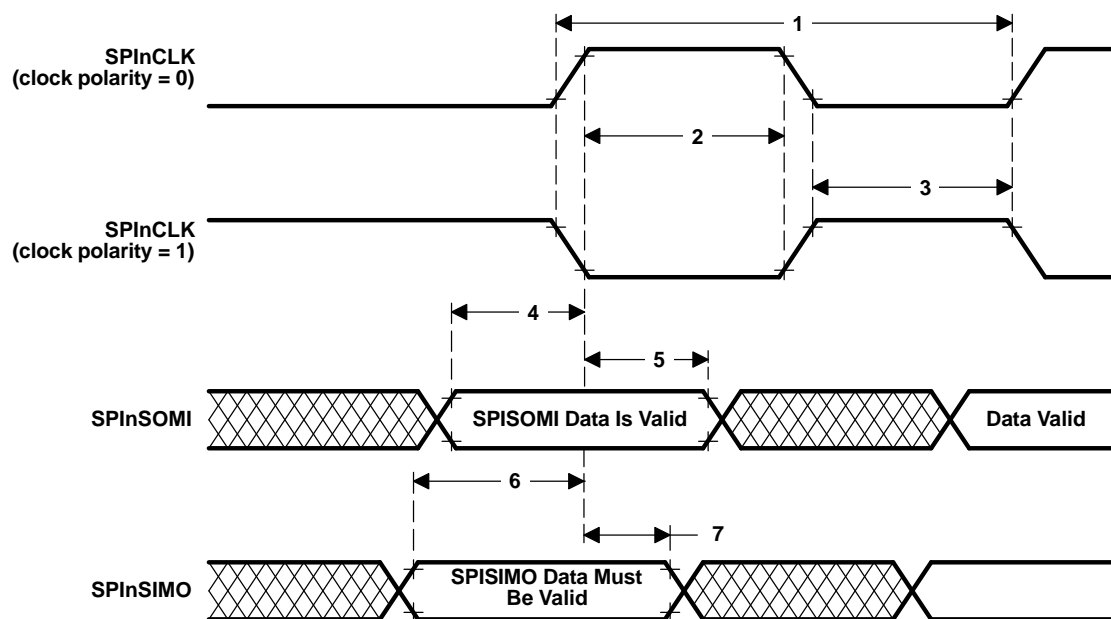 1
SPInCLK
(clock polarity = 0)
2
3
SPInCLK
(clock polarity = 1)
4
5
SPInSOMI
SPISOMI Data Is Valid
Data Valid
6
7
SPInSIMO
SPISIMO Data Must
Be Valid